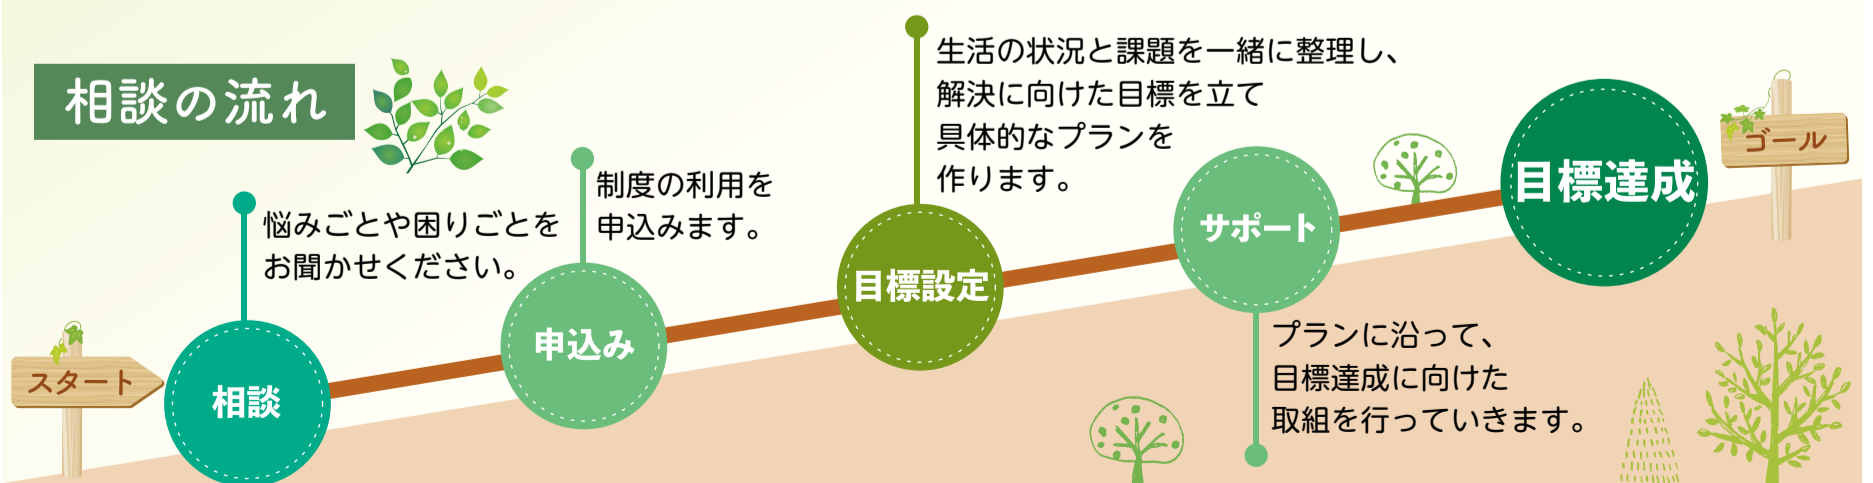 相談の流れ
スタート
悩みごとや困りごとを
お聞かせください。
相談
制度の利用を
申込みます。
申込み
生活の状況と課題を一緒に整理し、
解決に向けた目標を立て
具体的なプランを
作ります。
目標設定
サポート
プランに沿って、
目標達成に向けた
取組を行っていきます。
目標達成
ゴール